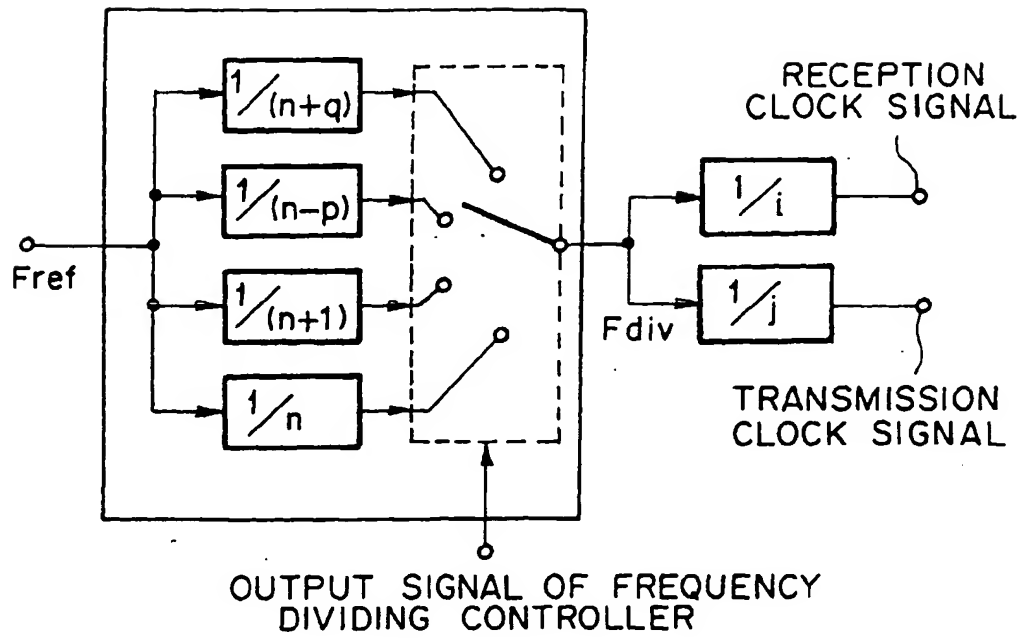 1/(n+q)
RECEPTION
CLOCK SIGNAL
1/(n-p)
1/i
Fref
1/(n+1)
1/j
Fdiv
1/n
TRANSMISSION
CLOCK SIGNAL
OUTPUT SIGNAL OF FREQUENCY
DIVIDING CONTROLLER